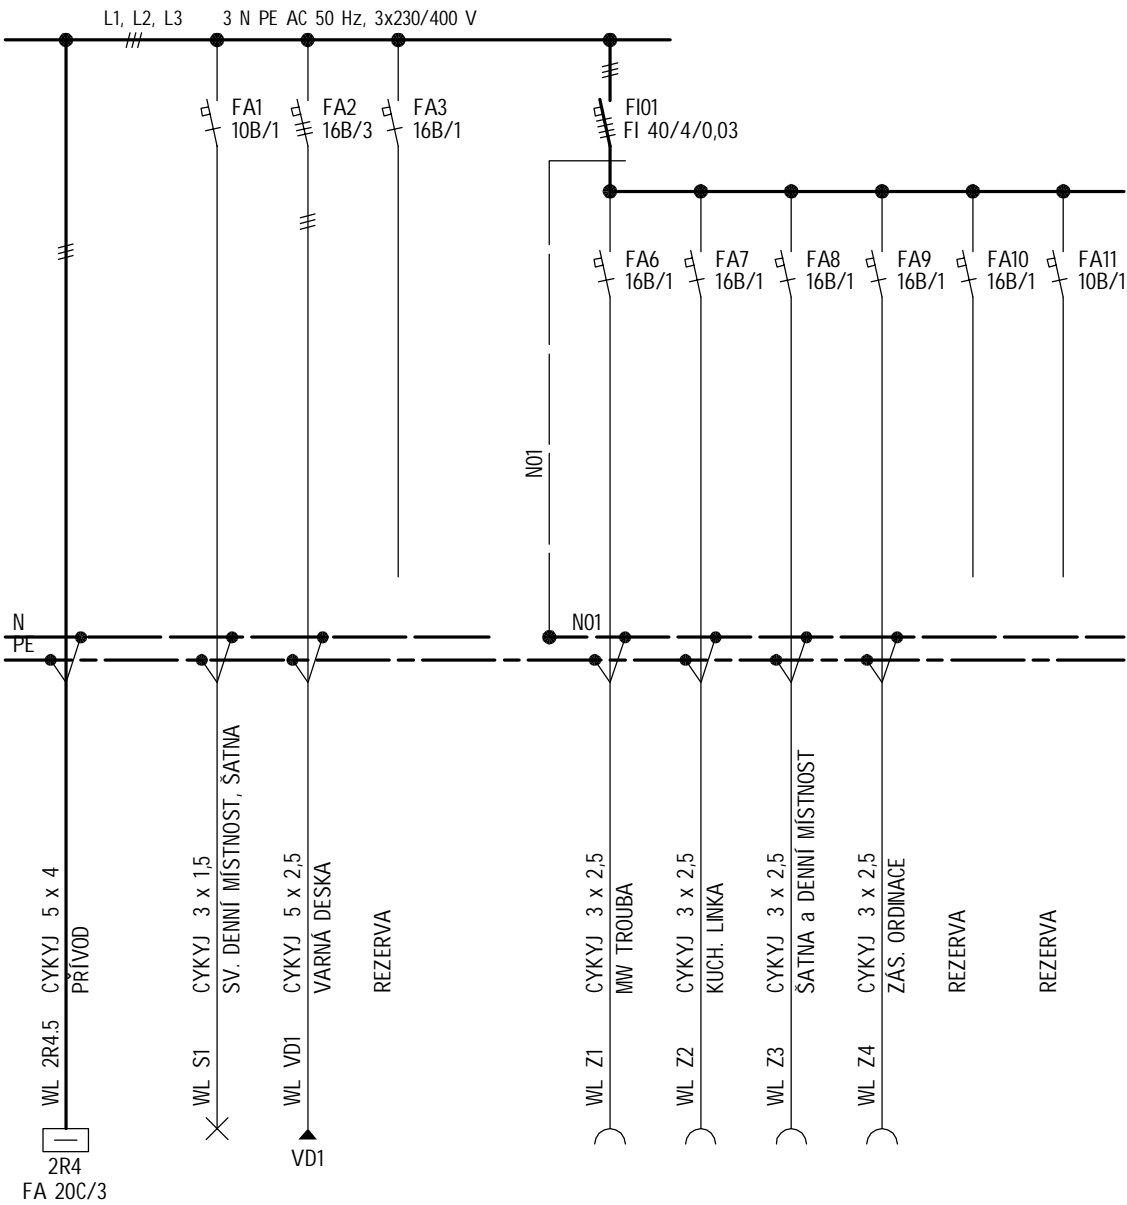 L1, L2, L3
3 N PE AC 50 Hz, 3x230/400 V
FA1
10B/1
FA2
16B/3
FA3
16B/1
FI01
FI 40/4/0,03
FA6
16B/1
FA7
16B/1
FA8
16B/1
FA9
16B/1
FA10
16B/1
FA11
10B/1
N01
N
PE
N01
WL 2R4.5 CYKYJ 5 x 4
PŘÍVOD
WL S1 CYKYJ 3 x 1,5
SV. DENNÍ MÍSTNOST, ŠATNA
WL VD1 CYKYJ 5 x 2,5
VARNÁ DESKA
REZERVA
WL Z1 CYKYJ 3 x 2,5
MW TROUBA
WL Z2 CYKYJ 3 x 2,5
KUCH. LINKA
WL Z3 CYKYJ 3 x 2,5
ŠATNA a DENNÍ MÍSTNOST
WL Z4 CYKYJ 3 x 2,5
ZÁS. ORDINACE
REZERVA
REZERVA
2R4
FA 20C/3
VD1